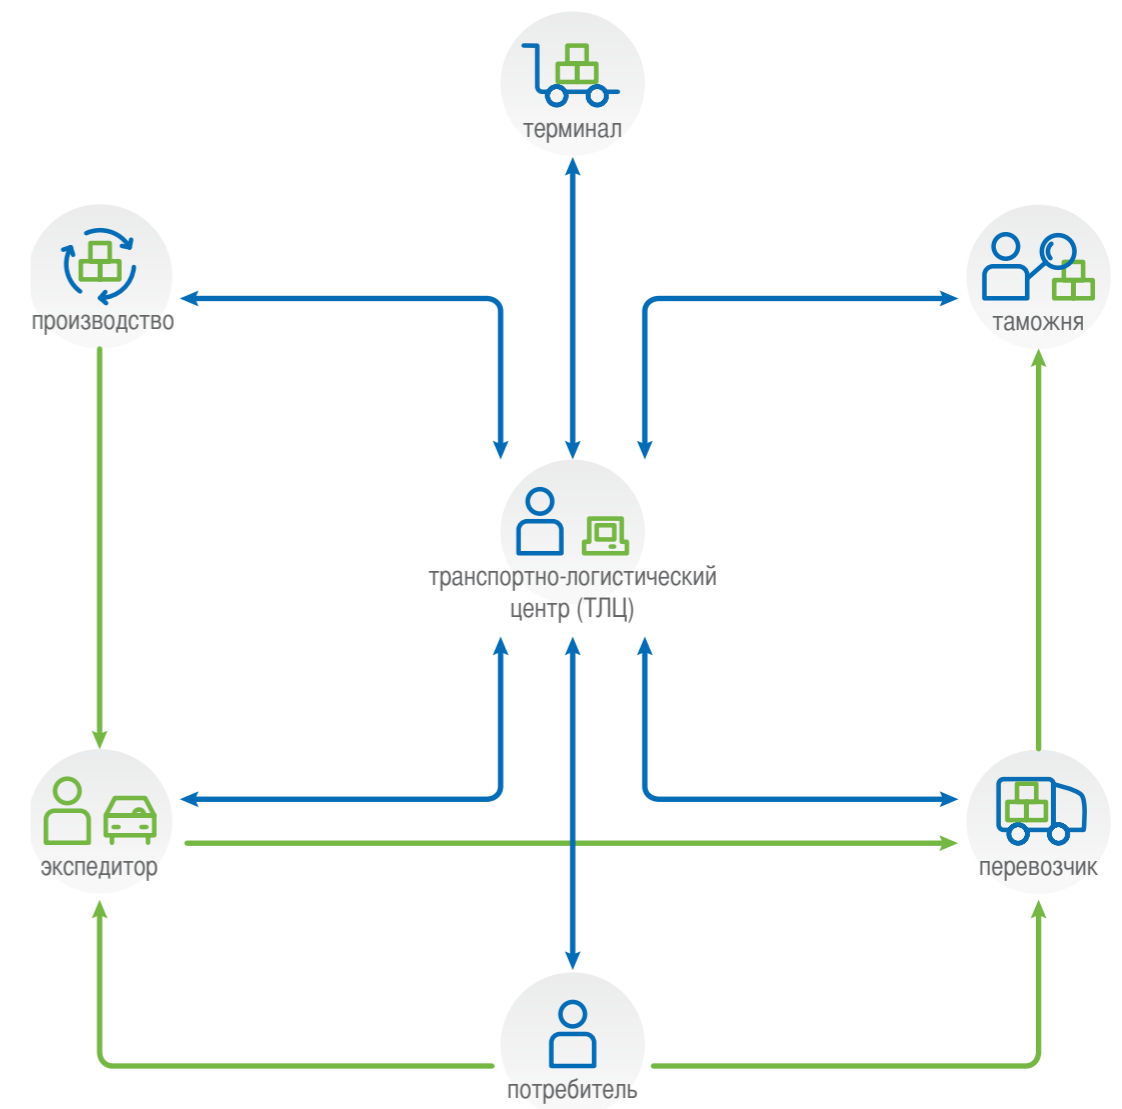 терминал
производство
таможня
транспортно-логистический
центр (ТЛЦ)
экспедитор
перевозчик
потребитель